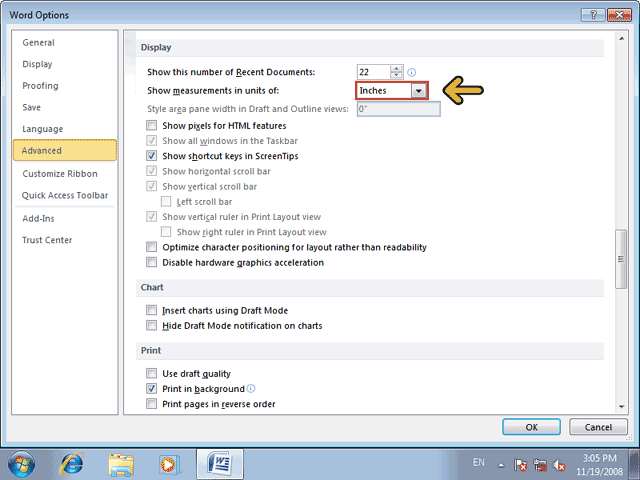 Word Options
General
Display
Proofing
Save
Language
Advanced
Customize Ribbon
Quick Access Toolbar
Add-Ins
Trust Center
Display
Show this number of Recent Documents: 22
Show measurements in units of: Inches
Style area pane width in Draft and Outline views: 0"
Show pixels for HTML features
Show all windows in the Taskbar
Show shortcut keys in ScreenTips
Show horizontal scroll bar
Show vertical scroll bar
Left scroll bar
Show vertical ruler in Print Layout view
Show right ruler in Print Layout view
Optimize character positioning for layout rather than readability
Disable hardware graphics acceleration
Chart
Insert charts using Draft Mode
Hide Draft Mode notification on charts
Print
Use draft quality
Print in background
Print pages in reverse order
OK Cancel
EN 3:05 PM
11/19/2008